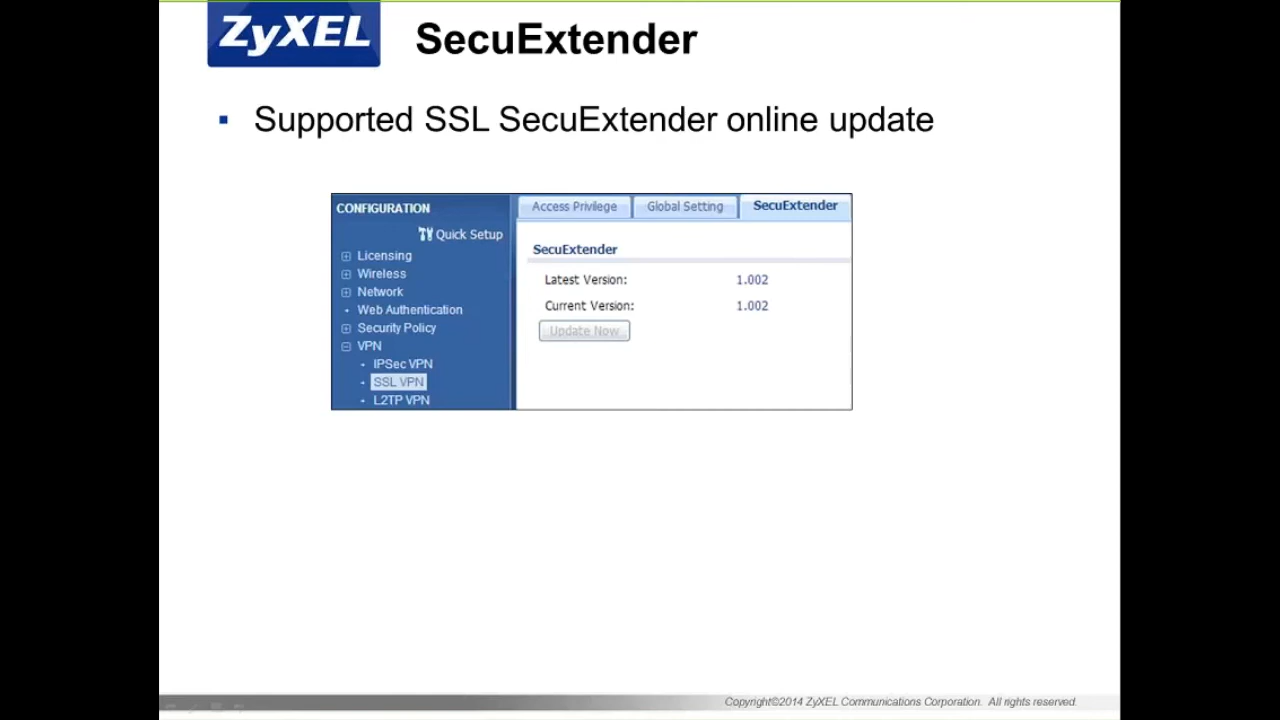 ZyXEL
SecuExtender
Supported SSL SecuExtender online update
CONFIGURATION
Quick Setup
Licensing
Wireless
Network
Web Authentication
Security Policy
VPN
IPSec VPN
SSL VPN
L2TP VPN
Access Privilege Global Setting SecuExtender
SecuExtender
Latest Version: 1.002
Current Version: 1.002
Update Now
Copyright©2014 ZyXEL Communications Corporation. All rights reserved.